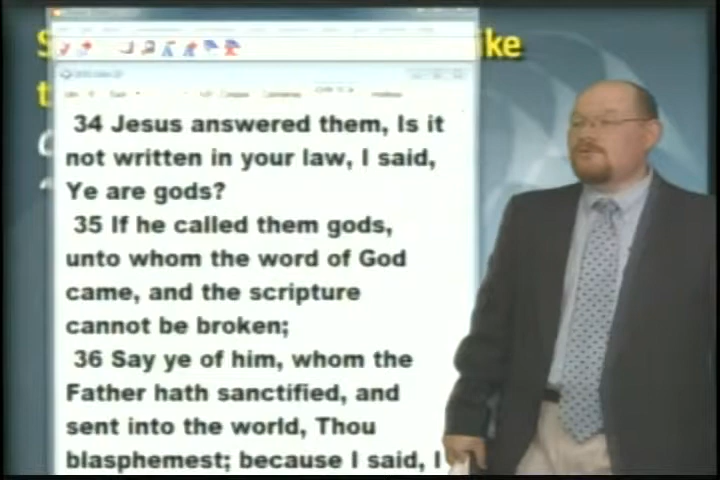 34 Jesus answered them, Is it
not written in your law, I said,
Ye are gods?
35 If he called them gods,
unto whom the word of God
came, and the scripture
cannot be broken;
36 Say ye of him, whom the
Father hath sanctified, and
sent into the world, Thou
blasphemest; because I said, I